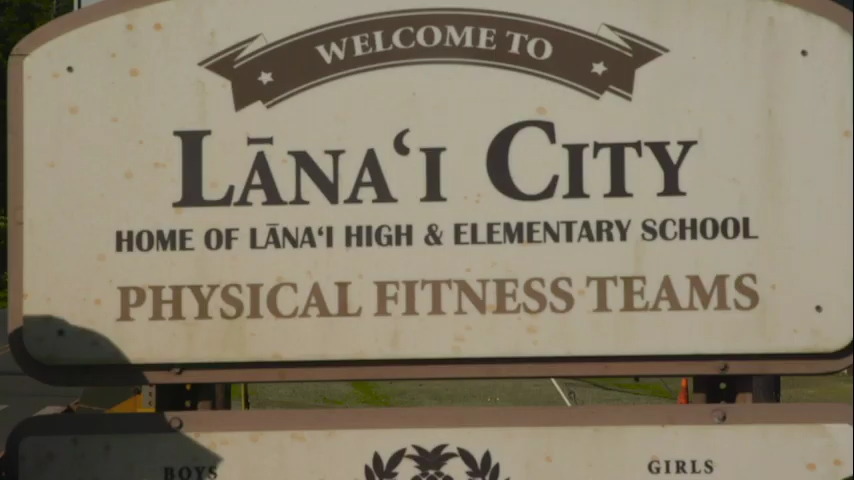 WELCOME TO
LĀNAʻI CITY
HOME OF LĀNAʻI HIGH & ELEMENTARY SCHOOL
PHYSICAL FITNESS TEAMS
BOYS
GIRLS